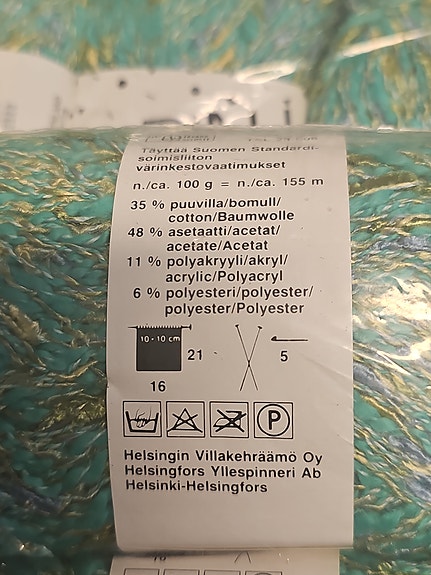 Täyttää Suomen Standardi-
soimisliiton
värinkestovaatimukset
n./ca. 100 g = n./ca. 155 m
35 % puuvilla/bomull/
cotton/Baumwolle
48 % asetaatti/acetat/
acetate/Acetat
11 % polyakryyli/akryl/
acrylic/Polyacryl
6 % polyesteri/polyester/
polyester/Polyester
10 - 10 cm
21
5
16
P
Helsingin Villakehräämö Oy
Helsingfors Yllespinneri Ab
Helsinki-Helsingfors